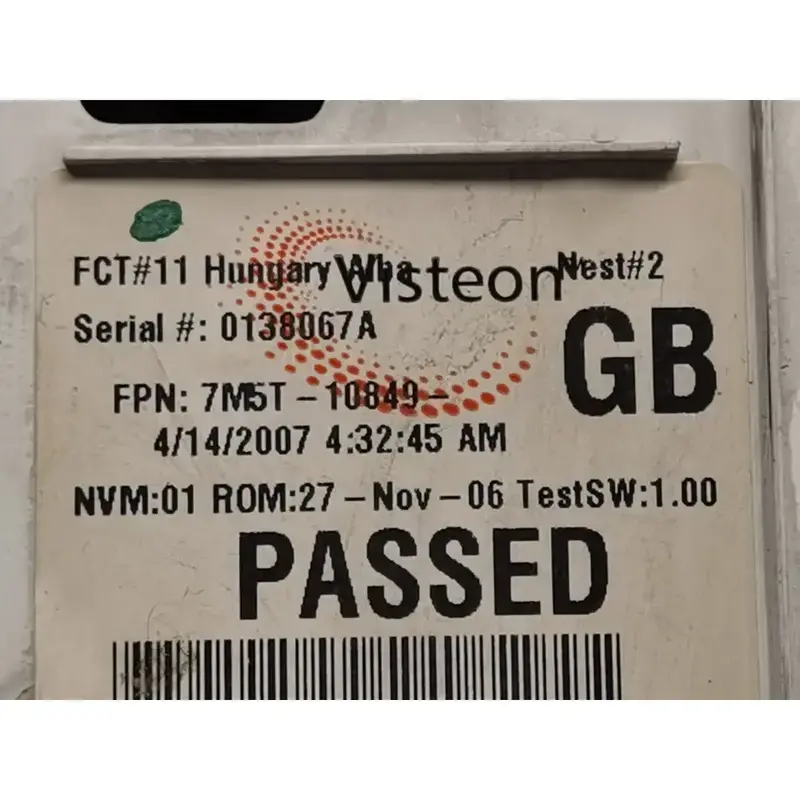 FCT#11 Hungary Alba Nest#2
Visteon
Serial #: 0138067A
GB
FPN: 7M5T-10849-
4/14/2007 4:32:45 AM
NVM:01 ROM:27-Nov-06 TestSW:1.00
PASSED